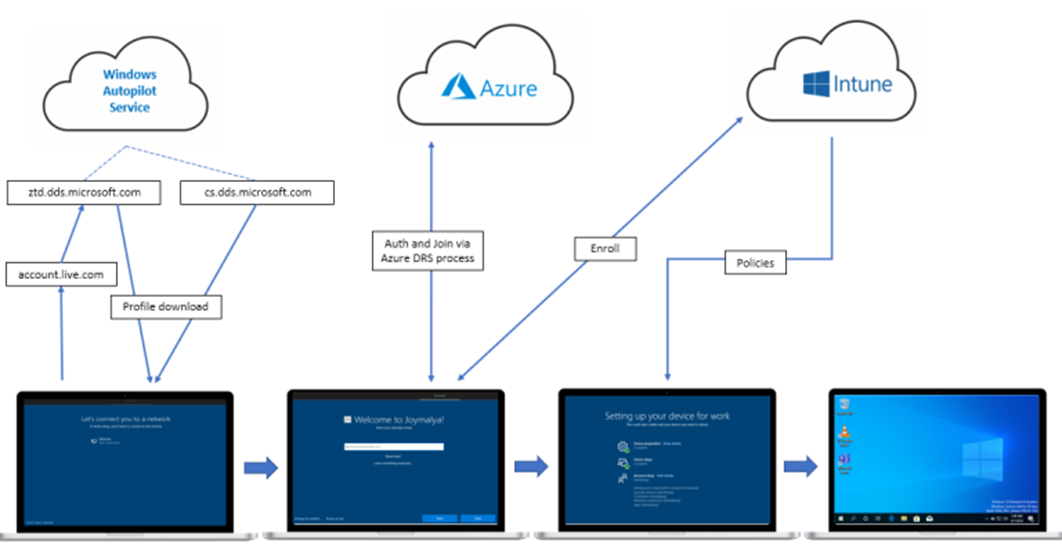 Windows
Autopilot
Service
Azure
Intune
ztd.dds.microsoft.com
cs.dds.microsoft.com
account.live.com
Profile download
Auth and Join via
Azure DRS process
Enroll
Policies
Let's connect you to a network
Welcome to Joymalya!
Setting up your device for work